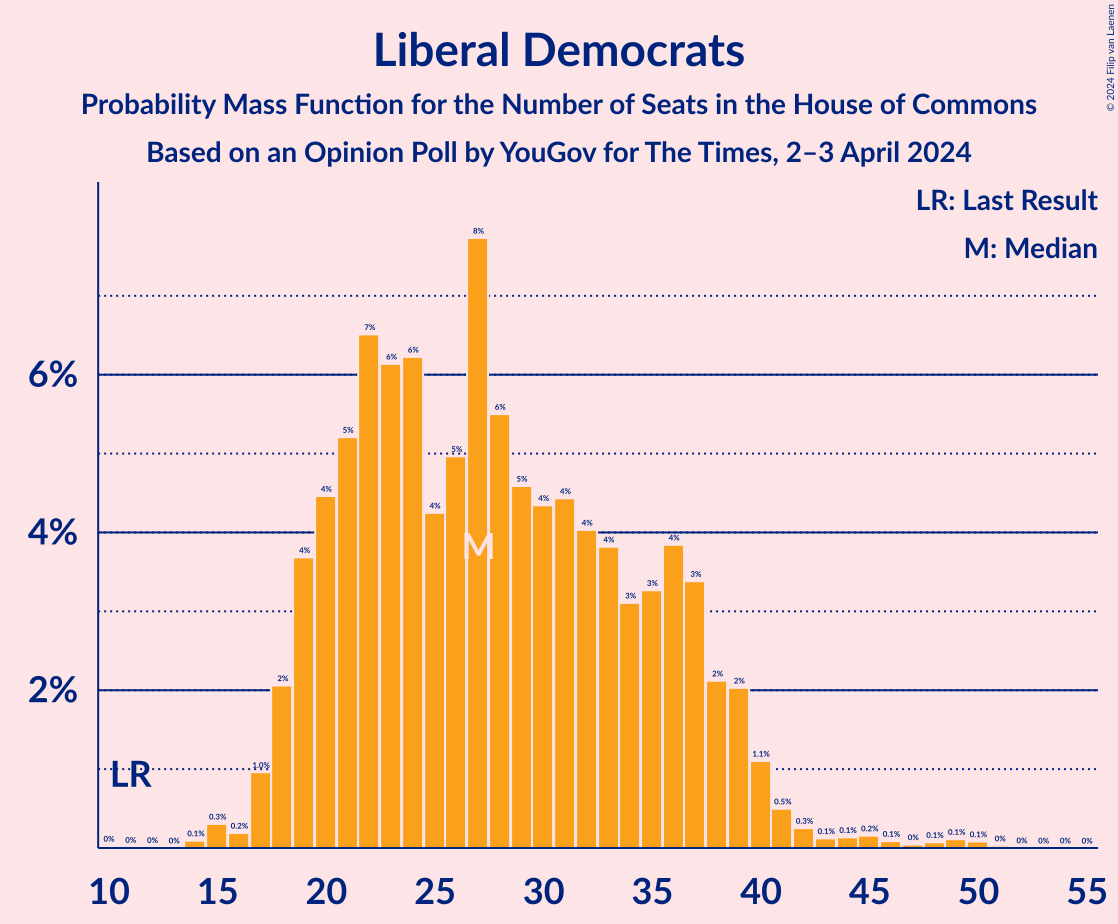 Liberal Democrats
Probability Mass Function for the Number of Seats in the House of Commons
Based on an Opinion Poll by YouGov for The Times, 2–3 April 2024
© 2024 Filip van Laenen
LR: Last Result
M: Median
6%
4%
2%
LR
M
0% 0% 0% 0% 0.1% 0.3% 0.2% 1.0% 2% 4% 4% 5% 7% 6% 6% 4% 5% 8% 6% 5% 4% 4% 4% 4% 3% 3% 4% 3% 2% 2% 1.1% 0.5% 0.3% 0.1% 0.1% 0.2% 0.1% 0% 0.1% 0.1% 0.1% 0% 0% 0% 0% 0%
10 15 20 25 30 35 40 45 50 55